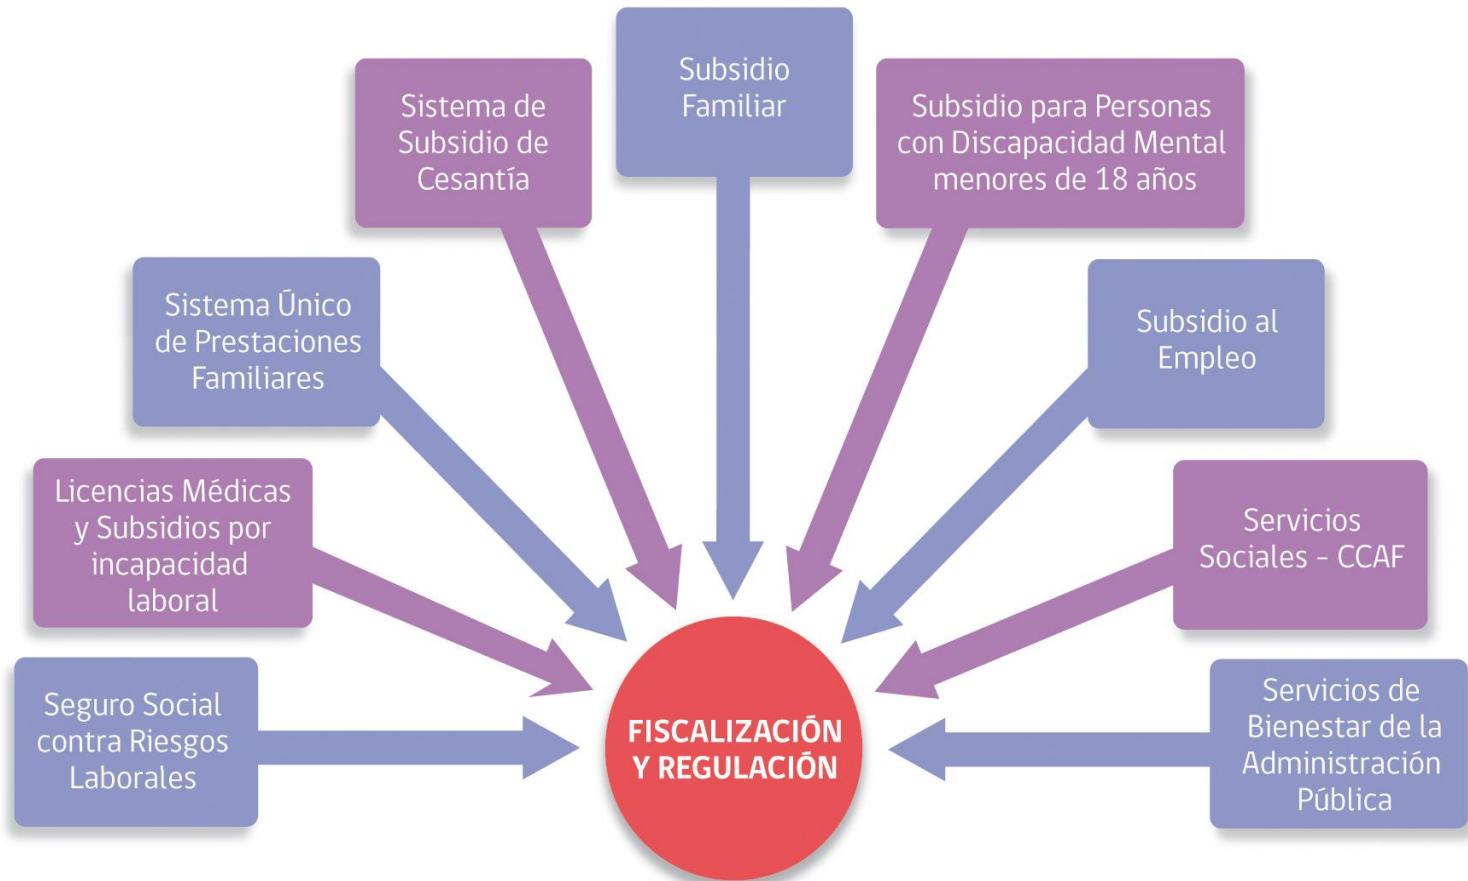 Subsidio
Familiar
Sistema de
Subsidio de
Cesantía
Subsidio para Personas
con Discapacidad Mental
menores de 18 años
Sistema Único
de Prestaciones
Familiares
Subsidio al
Empleo
Licencias Médicas
y Subsidios por
incapacidad
laboral
Servicios
Sociales – CCAF
Seguro Social
contra Riesgos
Laborales
FISCALIZACIÓN
Y REGULACIÓN
Servicios de
Bienestar de la
Administración
Pública